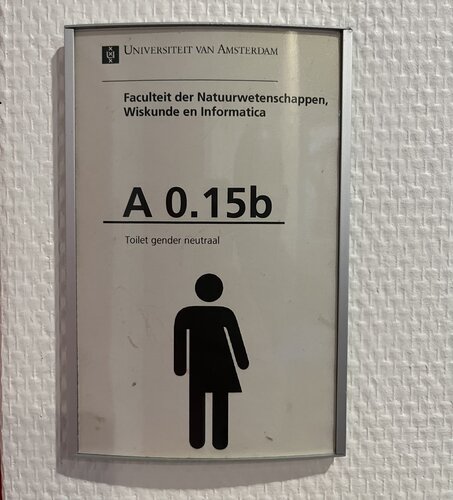 UNIVERSITEIT VAN AMSTERDAM
Faculteit der Natuurwetenschappen,
Wiskunde en Informatica
A 0.15b
Toilet gender neutraal